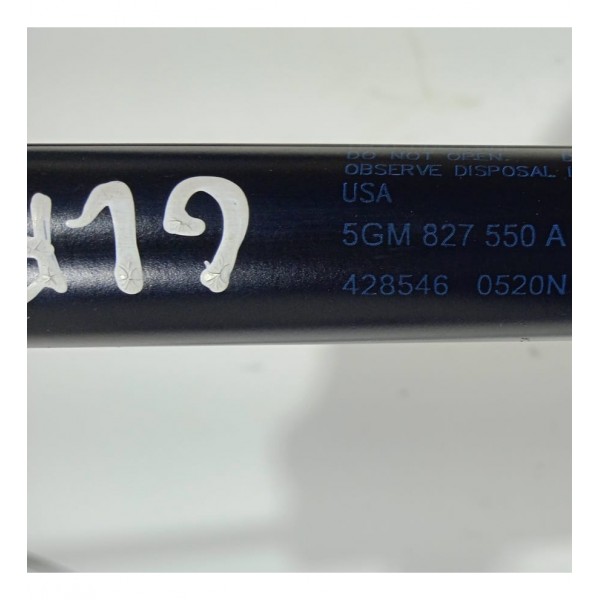 DO NOT OPEN.
OBSERVE DISPOSAL
USA
5GM 827 550 A
428546 0520N